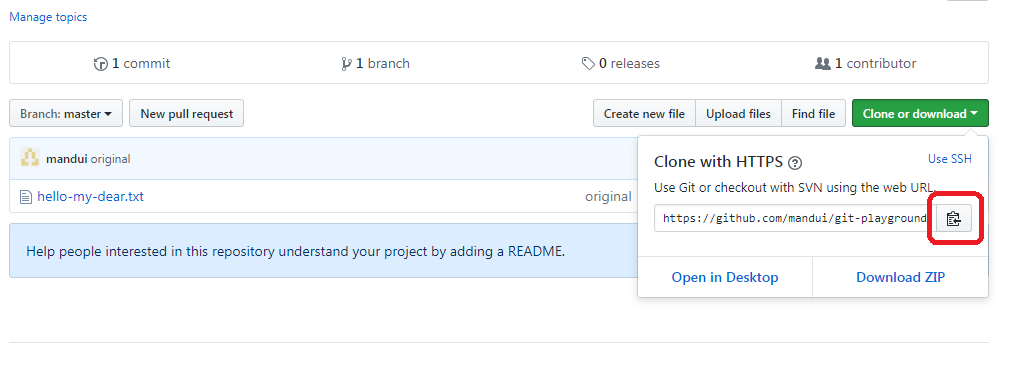 Manage topics
1 commit
1 branch
0 releases
1 contributor
Branch: master
New pull request
Create new file
Upload files
Find file
Clone or download
mandui original
hello-my-dear.txt
original
Help people interested in this repository understand your project by adding a README.
Clone with HTTPS
Use SSH
Use Git or checkout with SVN using the web URL.
https://github.com/mandui/git-playground
Open in Desktop
Download ZIP